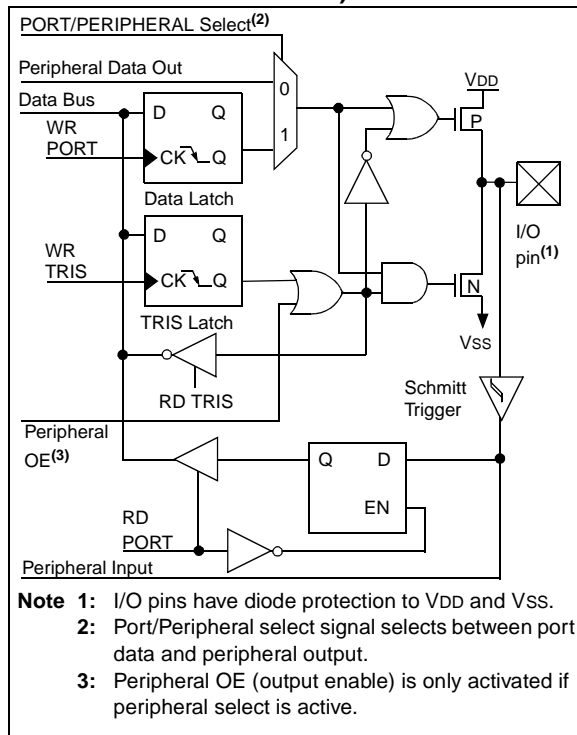 PORT/PERIPHERAL Select(2)
Peripheral Data Out
Data Bus
WR
PORT
D Q
CK Q
Data Latch
0
1
VDD
P
I/O
pin(1)
WR
TRIS
D Q
CK Q
TRIS Latch
N
VSS
RD TRIS
Schmitt
Trigger
Peripheral
OE(3)
Q D
EN
RD
PORT
Peripheral Input
Note 1: I/O pins have diode protection to VDD and VSS.
2: Port/Peripheral select signal selects between port
data and peripheral output.
3: Peripheral OE (output enable) is only activated if
peripheral select is active.